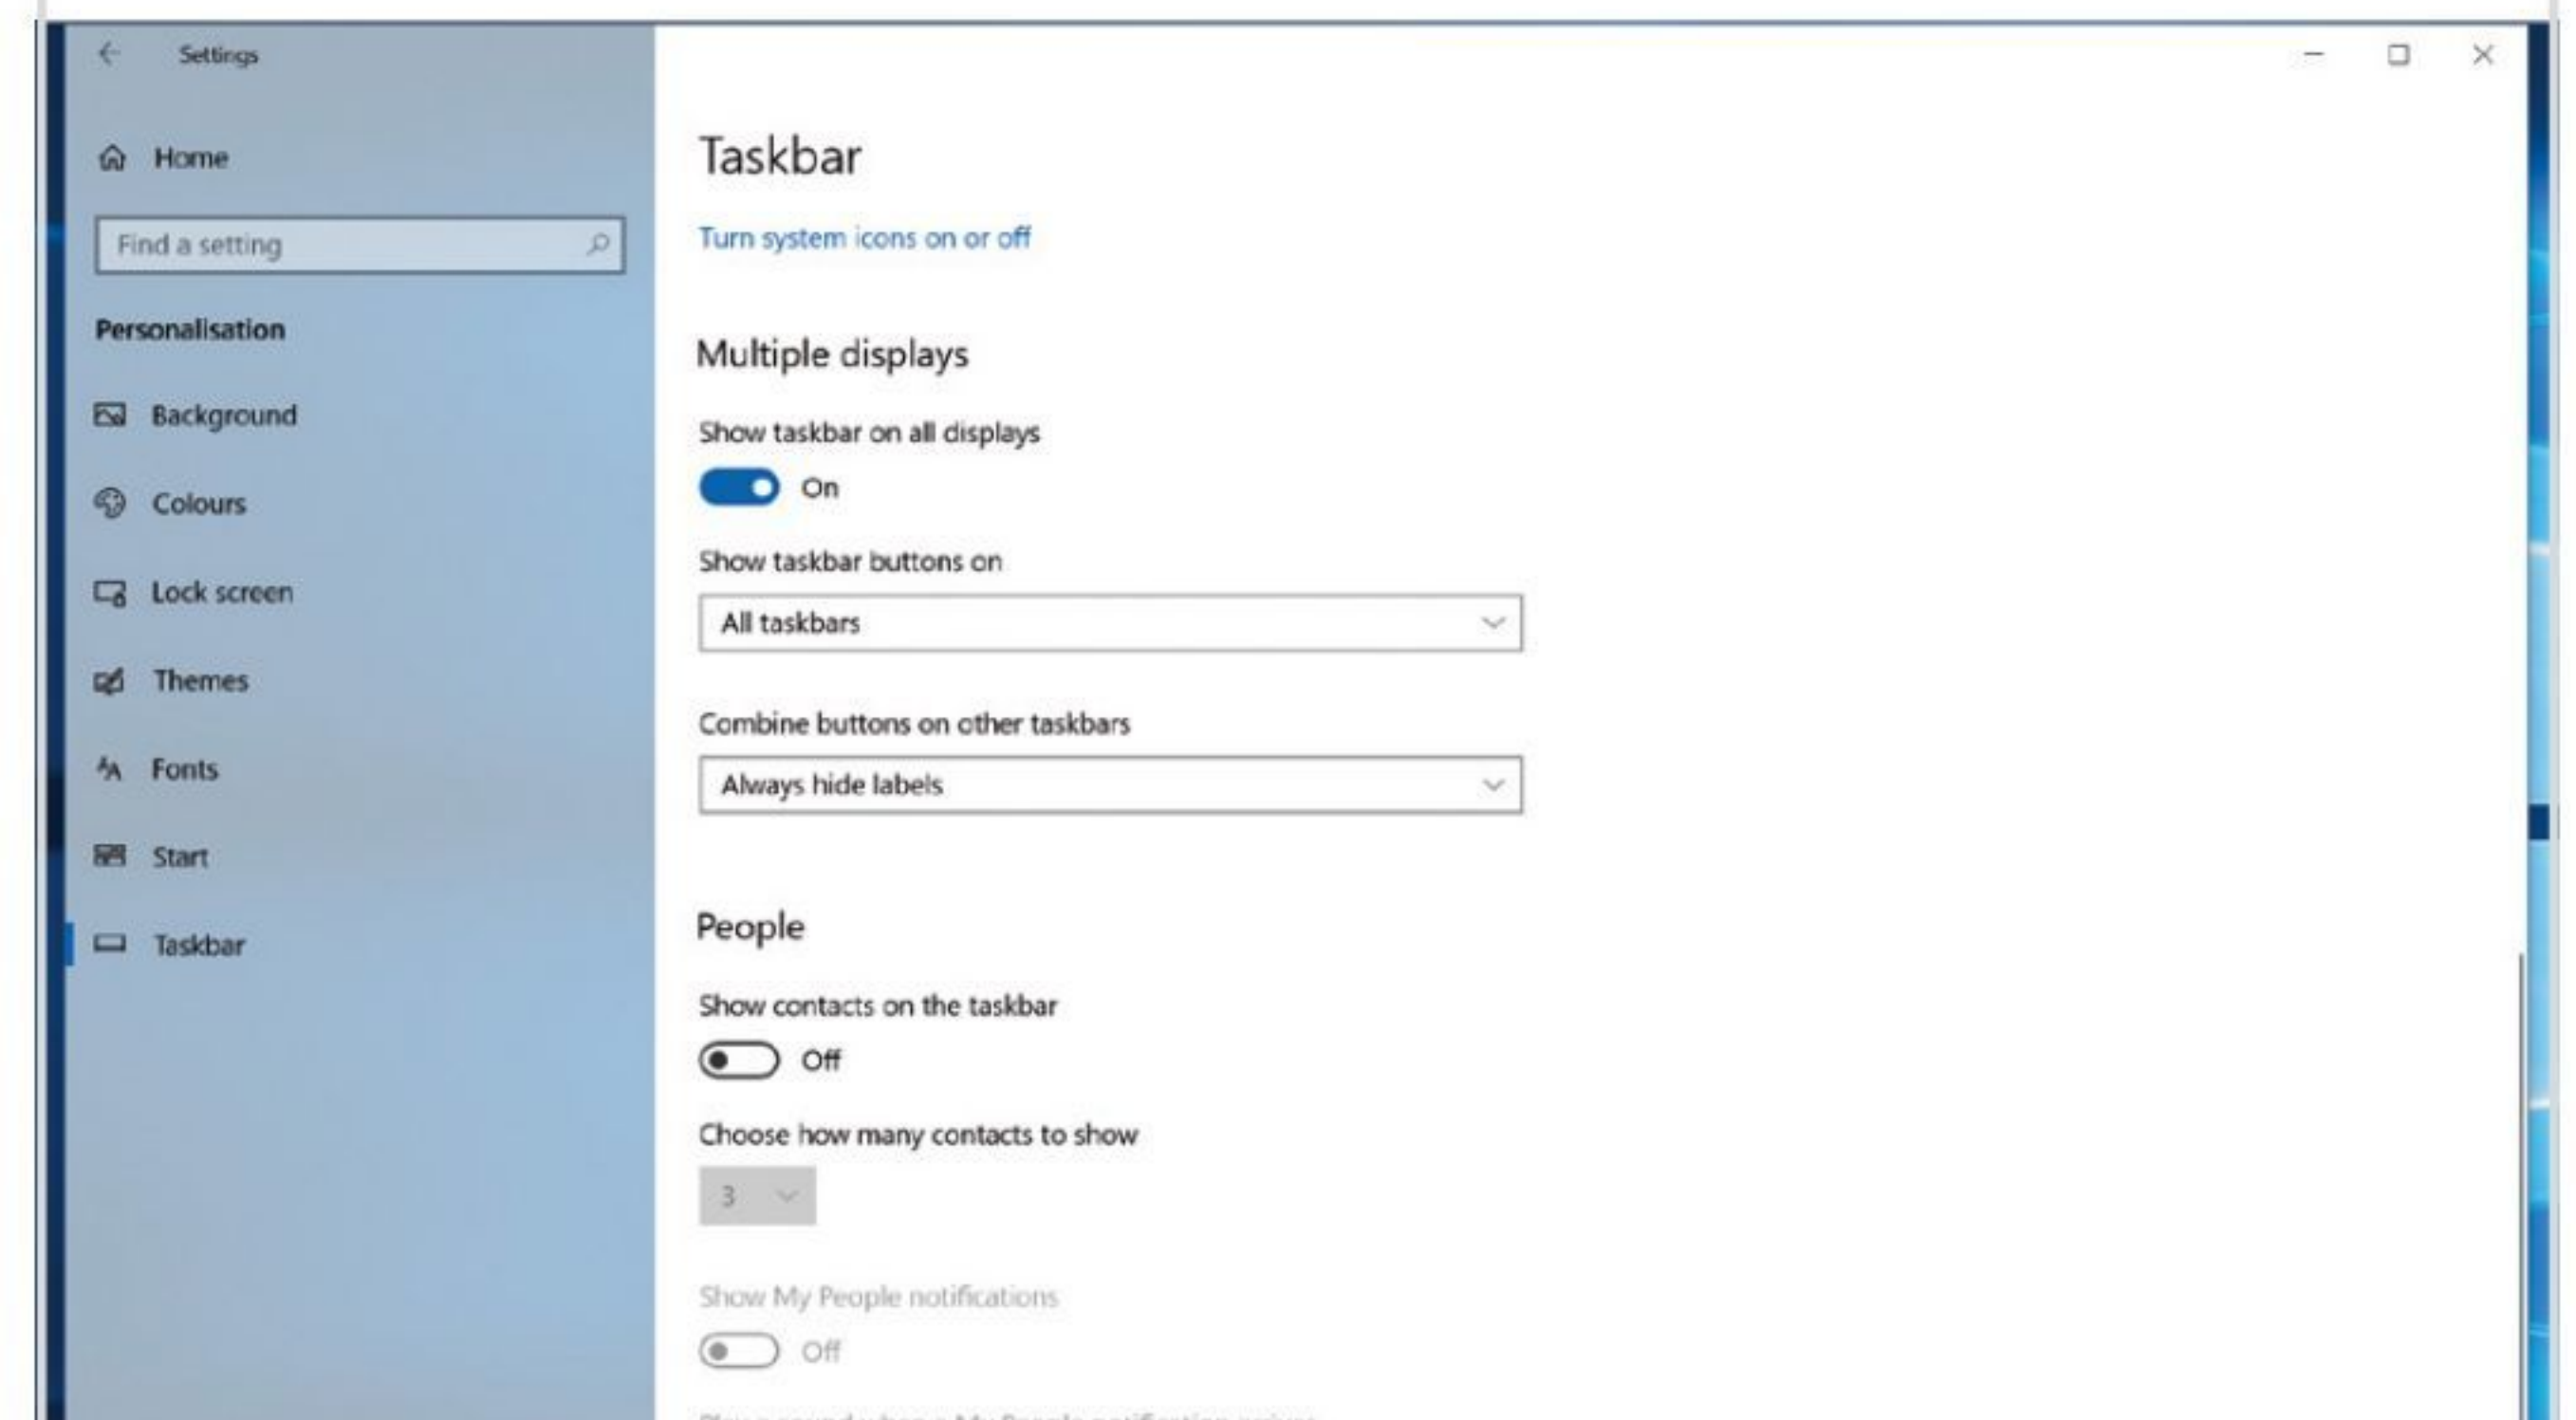 Settings
Home
Find a setting
Personalisation
Background
Colours
Lock screen
Themes
Fonts
Start
Taskbar
Taskbar
Turn system icons on or off
Multiple displays
Show taskbar on all displays
On
Show taskbar buttons on
All taskbars
Combine buttons on other taskbars
Always hide labels
People
Show contacts on the taskbar
Off
Choose how many contacts to show
3
Show My People notifications
Off